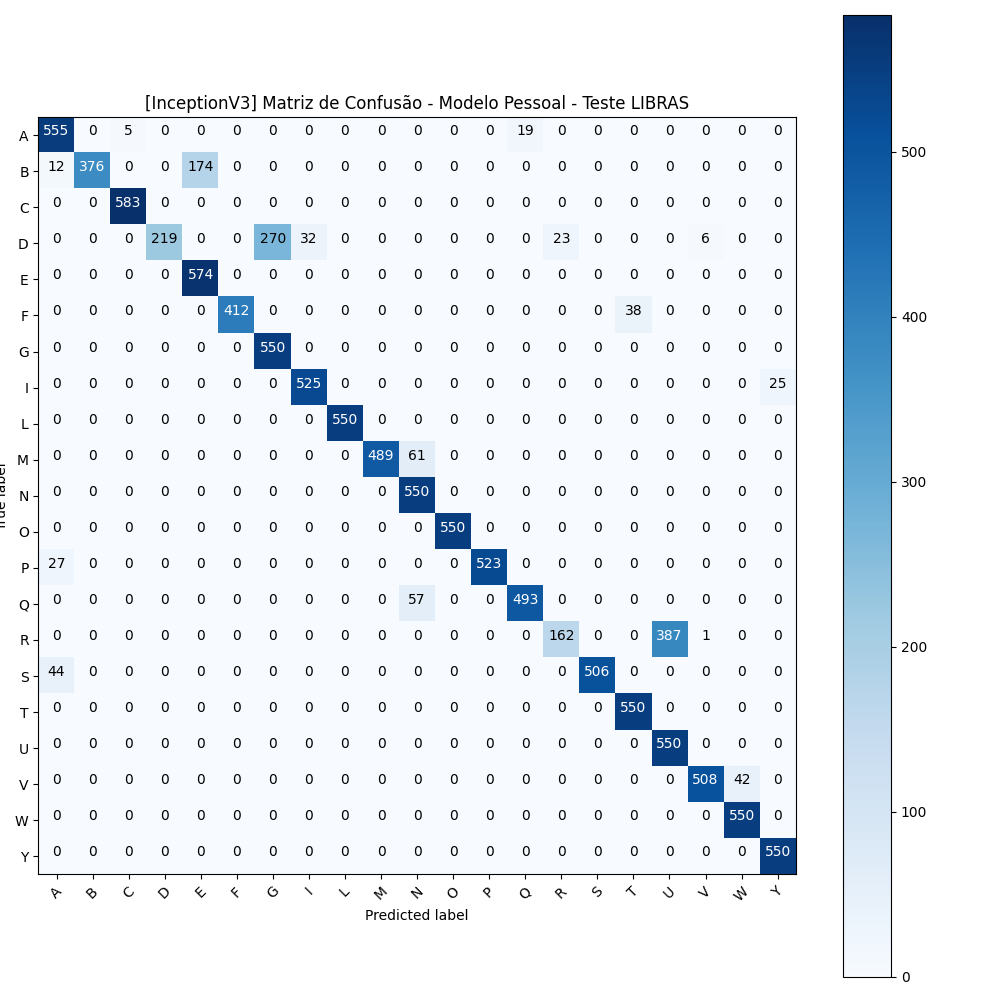 [InceptionV3] Matriz de Confusão - Modelo Pessoal - Teste LIBRAS
A 555 0 5 0 0 0 0 0 0 0 0 0 0 19 0 0 0 0 0 0 0
B 12 376 0 0 174 0 0 0 0 0 0 0 0 0 0 0 0 0 0 0 0
C 0 0 583 0 0 0 0 0 0 0 0 0 0 0 0 0 0 0 0 0 0
D 0 0 0 219 0 0 270 32 0 0 0 0 0 0 23 0 0 0 6 0 0
E 0 0 0 0 574 0 0 0 0 0 0 0 0 0 0 0 0 0 0 0 0
F 0 0 0 0 0 412 0 0 0 0 0 0 0 0 0 0 38 0 0 0 0
G 0 0 0 0 0 0 550 0 0 0 0 0 0 0 0 0 0 0 0 0 0
I 0 0 0 0 0 0 0 525 0 0 0 0 0 0 0 0 0 0 0 0 25
L 0 0 0 0 0 0 0 0 550 0 0 0 0 0 0 0 0 0 0 0 0
M 0 0 0 0 0 0 0 0 0 489 61 0 0 0 0 0 0 0 0 0 0
N 0 0 0 0 0 0 0 0 0 0 550 0 0 0 0 0 0 0 0 0 0
O 0 0 0 0 0 0 0 0 0 0 0 550 0 0 0 0 0 0 0 0 0
P 27 0 0 0 0 0 0 0 0 0 0 0 523 0 0 0 0 0 0 0 0
Q 0 0 0 0 0 0 0 0 0 0 57 0 0 493 0 0 0 0 0 0 0
R 0 0 0 0 0 0 0 0 0 0 0 0 0 0 162 0 0 387 1 0 0
S 44 0 0 0 0 0 0 0 0 0 0 0 0 0 0 506 0 0 0 0 0
T 0 0 0 0 0 0 0 0 0 0 0 0 0 0 0 0 550 0 0 0 0
U 0 0 0 0 0 0 0 0 0 0 0 0 0 0 0 0 0 550 0 0 0
V 0 0 0 0 0 0 0 0 0 0 0 0 0 0 0 0 0 0 508 42 0
W 0 0 0 0 0 0 0 0 0 0 0 0 0 0 0 0 0 0 0 550 0
Y 0 0 0 0 0 0 0 0 0 0 0 0 0 0 0 0 0 0 0 0 550
A B C D E F G I L M N O P Q R S T U V W Y
Predicted label
500
400
300
200
100
0